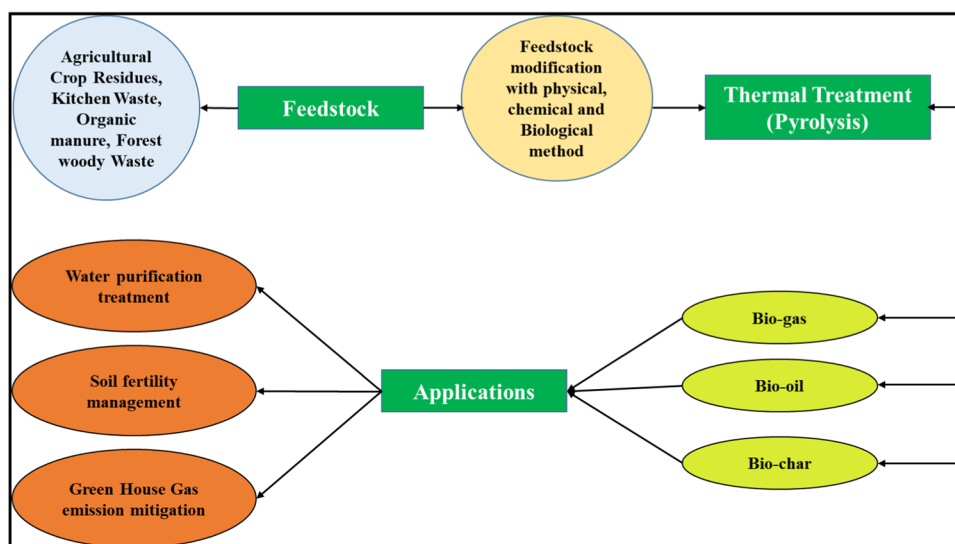 Agricultural
Crop Residues,
Kitchen Waste,
Organic
manure, Forest
woody Waste
Feedstock
Feedstock
modification
with physical,
chemical and
Biological
method
Thermal Treatment
(Pyrolysis)
Water purification
treatment
Soil fertility
management
Green House Gas
emission mitigation
Applications
Bio-gas
Bio-oil
Bio-char